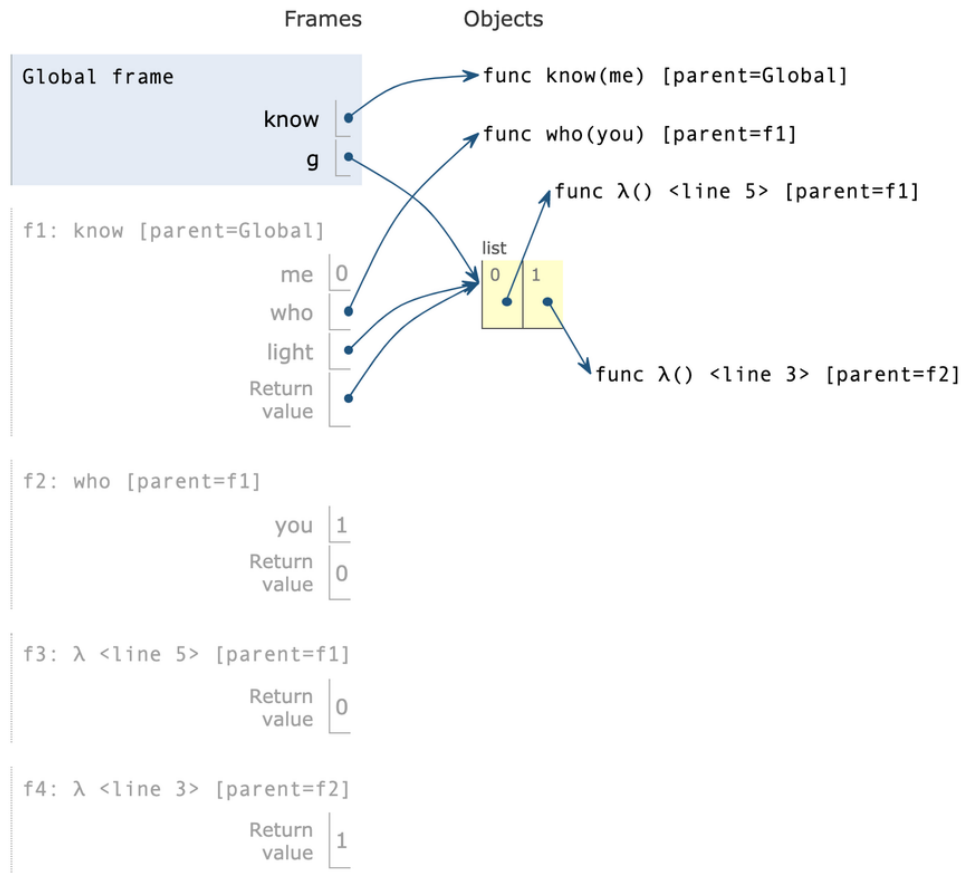 Frames Objects
Global frame
know
g
func know(me) [parent=Global]
func who(you) [parent=f1]
func λ() <line 5> [parent=f1]
list
0 1
func λ() <line 3> [parent=f2]
f1: know [parent=Global]
me 0
who
light
Return
value
f2: who [parent=f1]
you 1
Return
value 0
f3: λ <line 5> [parent=f1]
Return
value 0
f4: λ <line 3> [parent=f2]
Return
value 1